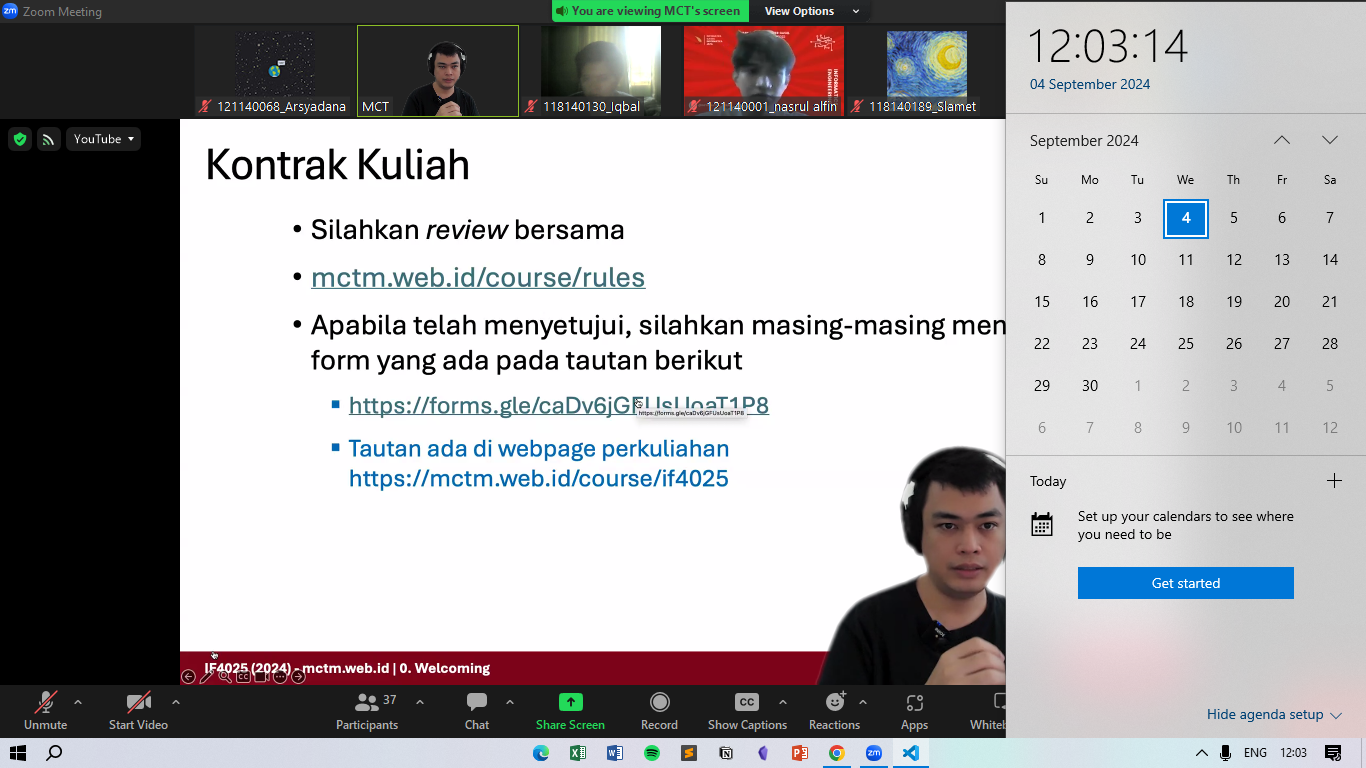 Zoom Meeting
You are viewing MCT's screen
View Options
121140068_Arsyadana
MCT
118140130_Iqbal
121140001_nasrul alfin
118140189_Slamet
YouTube
Kontrak Kuliah
• Silahkan review bersama
• mctm.web.id/course/rules
• Apabila telah menyetujui, silahkan masing-masing men
form yang ada pada tautan berikut
https://forms.gle/caDv6jGFUsUoaT1P8
https://forms.gle/caDv6jGFUsUoaT1P8
Tautan ada di webpage perkuliahan
https://mctm.web.id/course/if4025
IF4025 (2024) - mctm.web.id | 0. Welcoming
12:03:14
04 September 2024
September 2024
Su Mo Tu We Th Fr Sa
1 2 3 4 5 6 7
8 9 10 11 12 13 14
15 16 17 18 19 20 21
22 23 24 25 26 27 28
29 30 1 2 3 4 5
6 7 8 9 10 11 12
Today
Set up your calendars to see where
you need to be
Get started
Hide agenda setup
Unmute
Start Video
37
Participants
Chat
Share Screen
Record
CC
Show Captions
Reactions
Apps
Whiteb
ENG
12:03